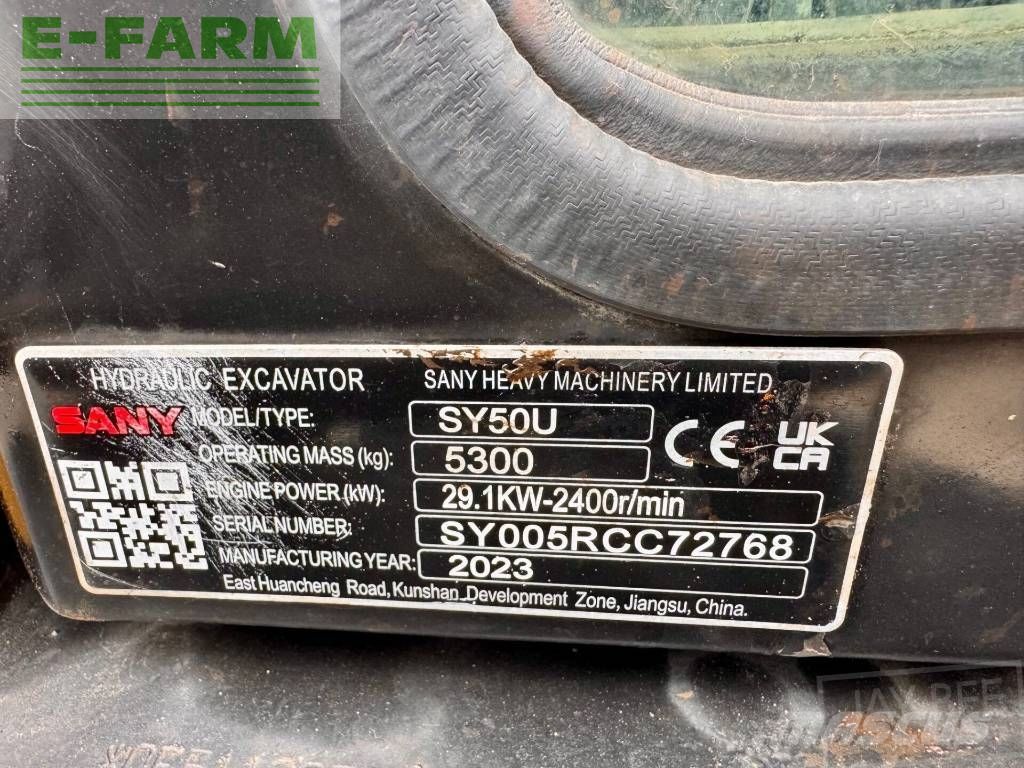 E-FARM
HYDRAULIC EXCAVATOR SANY HEAVY MACHINERY LIMITED
SANY MODEL/TYPE: SY50U
CE UK CA
OPERATING MASS (kg): 5300
ENGINE POWER (kW): 29.1KW-2400r/min
SERIAL NUMBER: SY005RCC72768
MANUFACTURING YEAR: 2023
East Huancheng Road, Kunshan Development Zone, Jiangsu, China.
JAY BEE